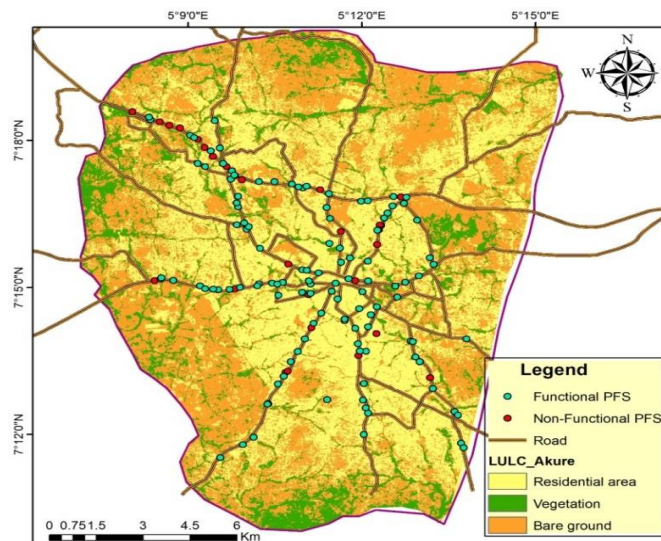 5°9'0"E
5°12'0"E
5°15'0"E
N
W
E
S
7°18'0"N
7°15'0"N
7°12'0"N
Legend
Functional PFS
Non-Functional PFS
Road
LULC_Akure
Residential area
Vegetation
Bare ground
0 0.75 1.5 3 4.5 6
Km